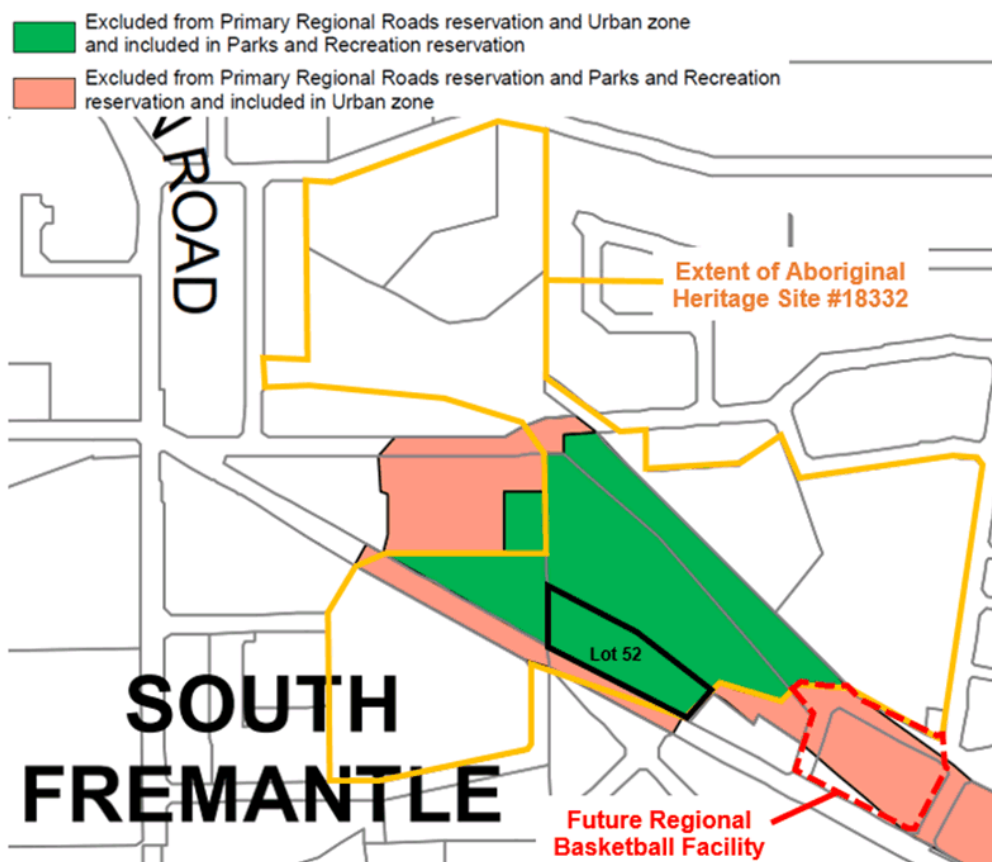 Excluded from Primary Regional Roads reservation and Urban zone
and included in Parks and Recreation reservation
Excluded from Primary Regional Roads reservation and Parks and Recreation
reservation and included in Urban zone
N ROAD
Extent of Aboriginal
Heritage Site #18332
Lot 52
SOUTH
FREMANTLE
Future Regional
Basketball Facility